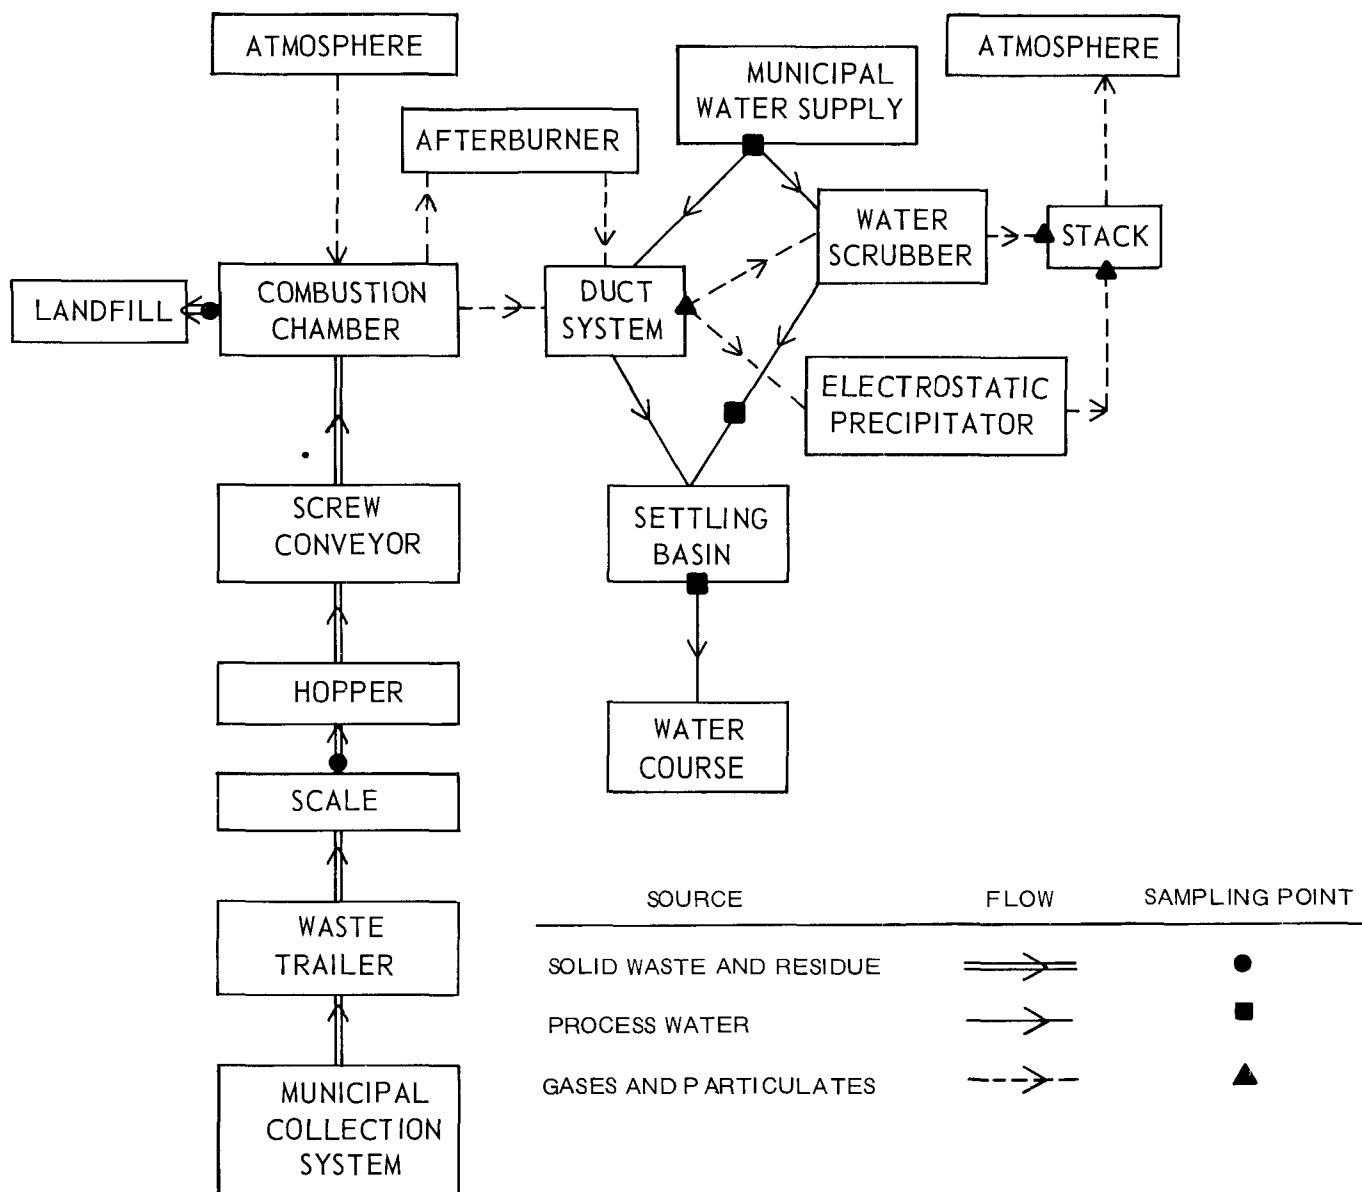 ATMOSPHERE
MUNICIPAL
WATER SUPPLY
ATMOSPHERE
AFTERBURNER
WATER
SCRUBBER
STACK
LANDFILL
COMBUSTION
CHAMBER
DUCT
SYSTEM
ELECTROSTATIC
PRECIPITATOR
SCREW
CONVEYOR
SETTLING
BASIN
HOPPER
WATER
COURSE
SCALE
WASTE
TRAILER
MUNICIPAL
COLLECTION
SYSTEM
SOURCE FLOW SAMPLING POINT
SOLID WASTE AND RESIDUE
PROCESS WATER
GASES AND PARTICULATES